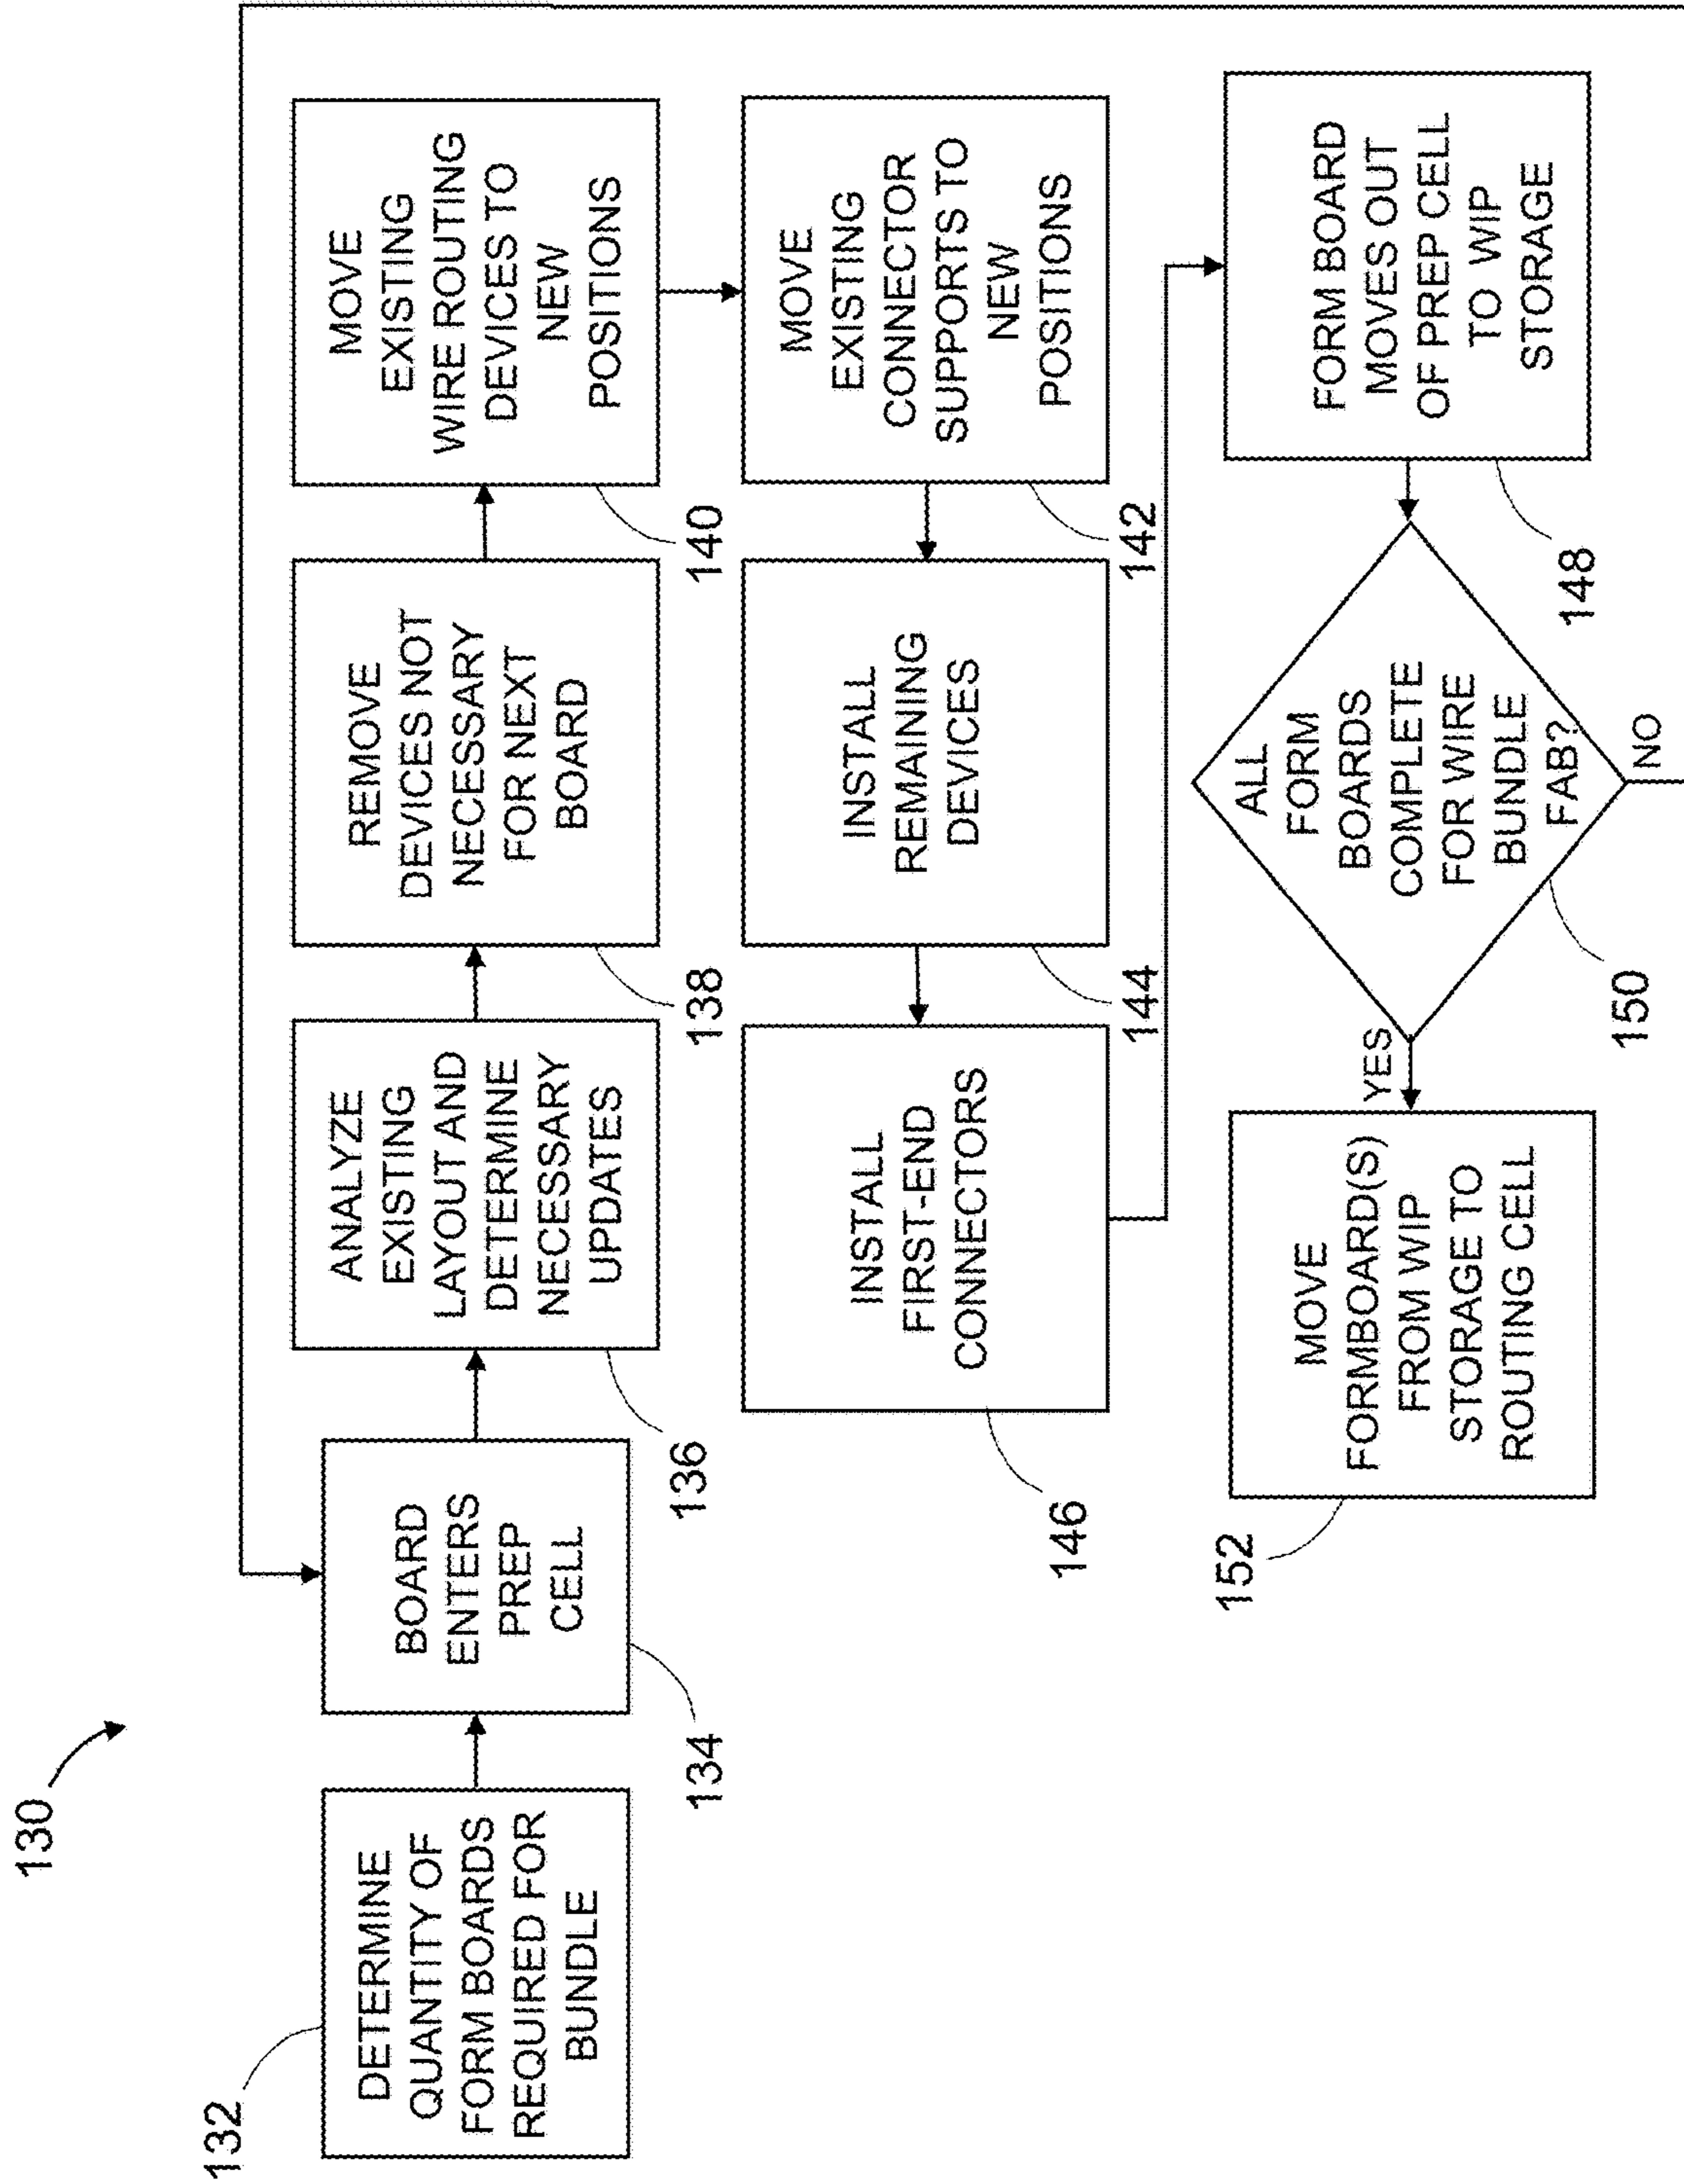 130
132
DETERMINE
QUANTITY OF
FORM BOARDS
REQUIRED FOR
BUNDLE
134
BOARD
ENTERS
PREP
CELL
136
ANALYZE
EXISTING
LAYOUT AND
DETERMINE
NECESSARY
UPDATES
138
REMOVE
DEVICES NOT
NECESSARY
FOR NEXT
BOARD
140
MOVE
EXISTING
WIRE ROUTING
DEVICES TO
NEW
POSITIONS
142
MOVE
EXISTING
CONNECTOR
SUPPORTS TO
NEW
POSITIONS
144
INSTALL
REMAINING
DEVICES
146
INSTALL
FIRST-END
CONNECTORS
148
FORM BOARD
MOVES OUT
OF PREP CELL
TO WIP
STORAGE
150
ALL
FORM
BOARDS
COMPLETE
FOR WIRE
BUNDLE
FAB?
NO
YES
152
MOVE
FORMBOARD(S)
FROM WIP
STORAGE TO
ROUTING CELL